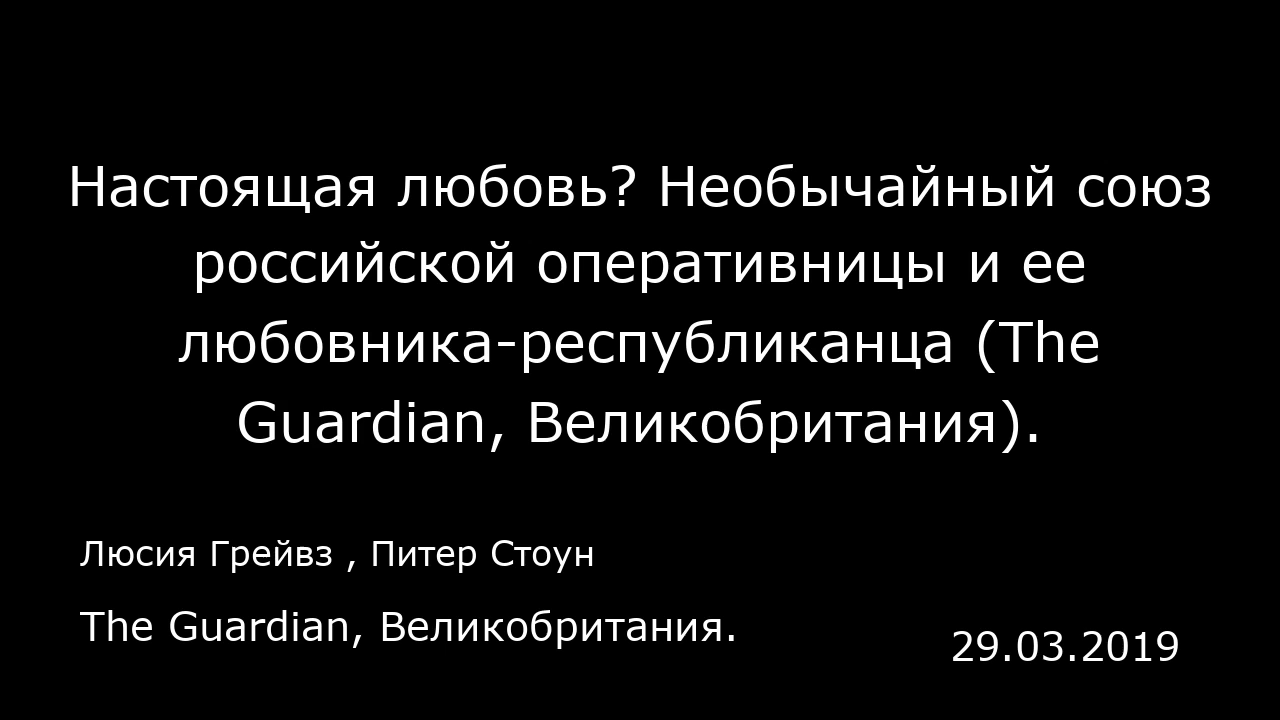 Настоящая любовь? Необычайный союз
российской оперативницы и ее
любовника-республиканца (The
Guardian, Великобритания).
Люсия Грейвз , Питер Стоун
The Guardian, Великобритания.
29.03.2019